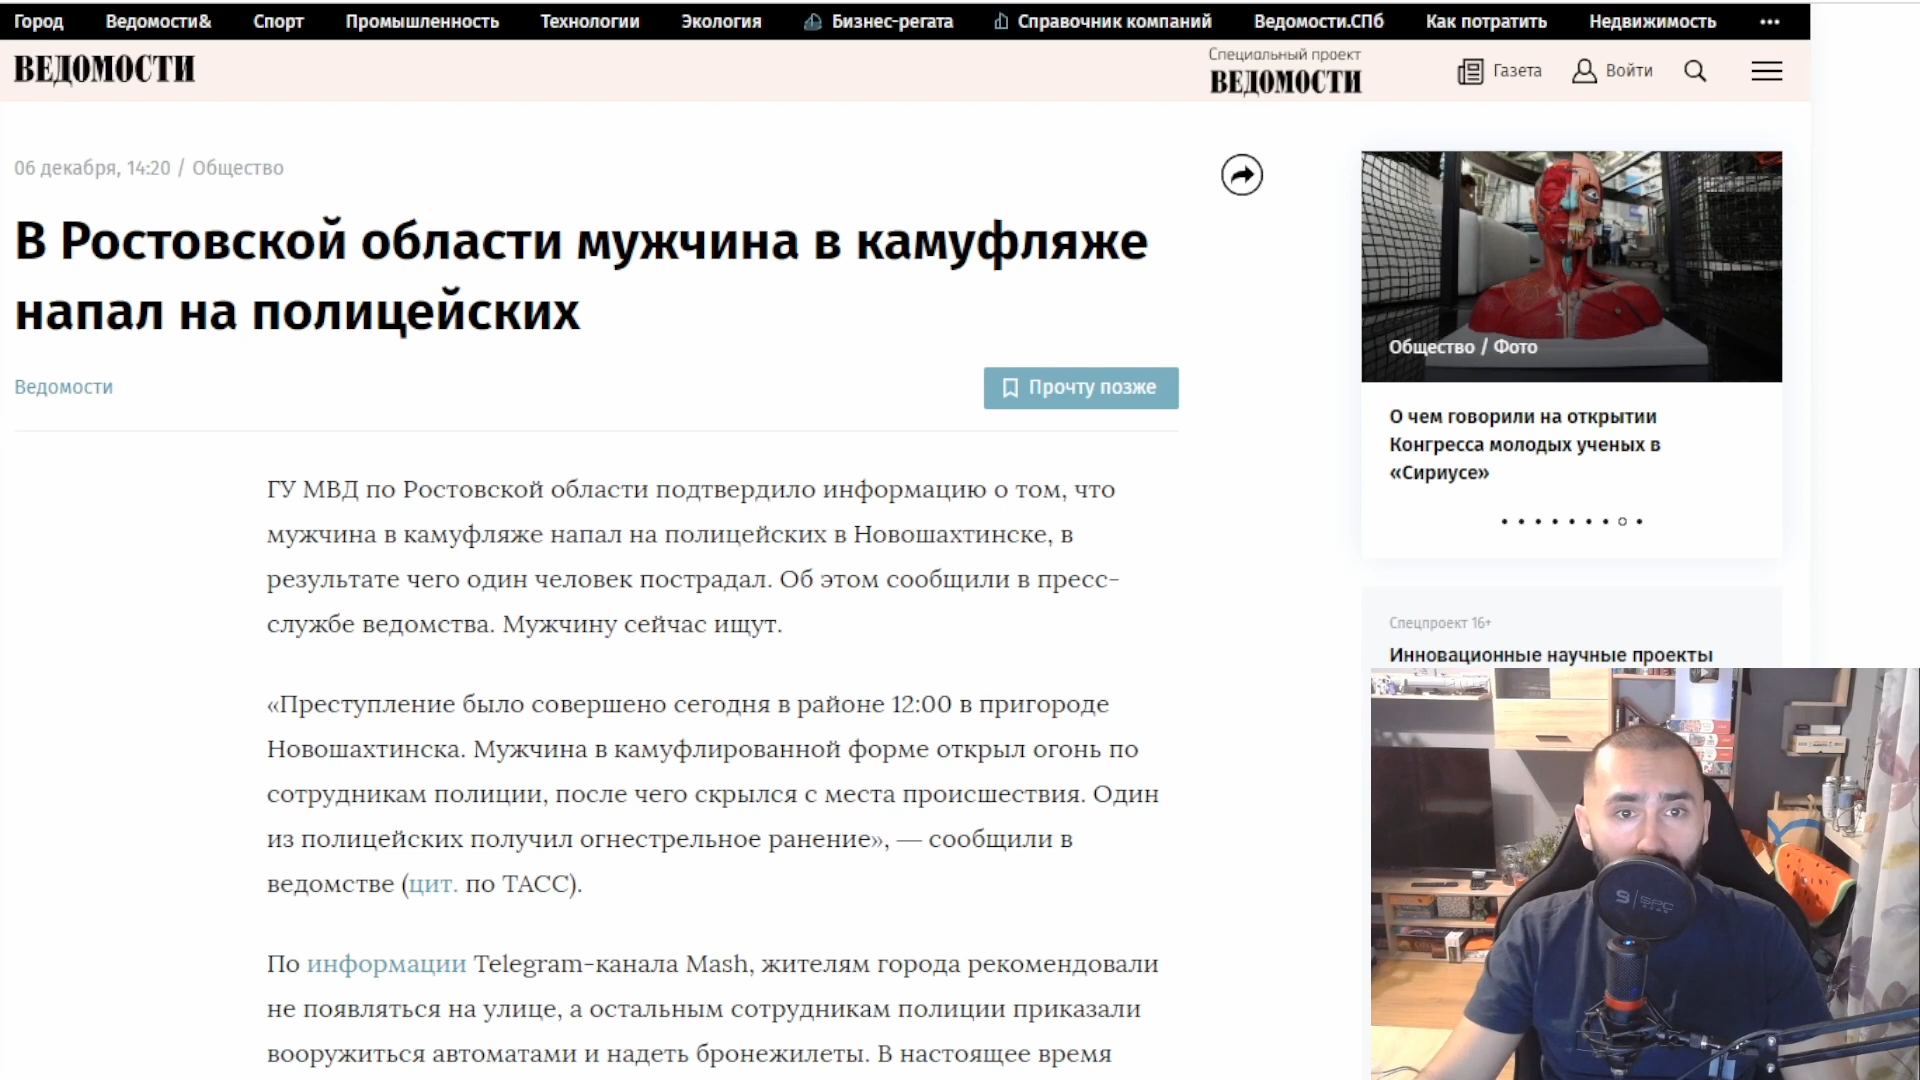 Город Ведомости& Спорт Промышленность Технологии Экология Бизнес-регата Справочник компаний Ведомости.СПб Как потратить Недвижимость •••
ВЕДОМОСТИ
Специальный проект
ВЕДОМОСТИ
Газета Войти
06 декабря, 14:20 / Общество
В Ростовской области мужчина в камуфляже
напал на полицейских
Ведомости
Прочту позже
ГУ МВД по Ростовской области подтвердило информацию о том, что
мужчина в камуфляже напал на полицейских в Новошахтинске, в
результате чего один человек пострадал. Об этом сообщили в пресс-
службе ведомства. Мужчину сейчас ищут.
«Преступление было совершено сегодня в районе 12:00 в пригороде
Новошахтинска. Мужчина в камуфлированной форме открыл огонь по
сотрудникам полиции, после чего скрылся с места происшествия. Один
из полицейских получил огнестрельное ранение», — сообщили в
ведомстве (цит. по ТАСС).
По информации Telegram-канала Mash, жителям города рекомендовали
не появляться на улице, а остальным сотрудникам полиции приказали
вооружиться автоматами и надеть бронежилеты. В настоящее время
Общество / Фото
О чем говорили на открытии
Конгресса молодых ученых в
«Сириусе»
Спецпроект 16+
Инновационные научные проекты